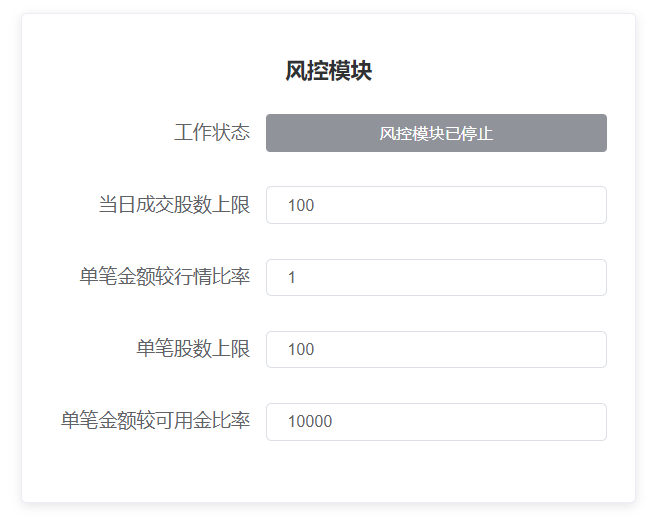 风控模块
工作状态 风控模块已停止
当日成交股数上限 100
单笔金额较行情比率 1
单笔股数上限 100
单笔金额较可用金比率 10000